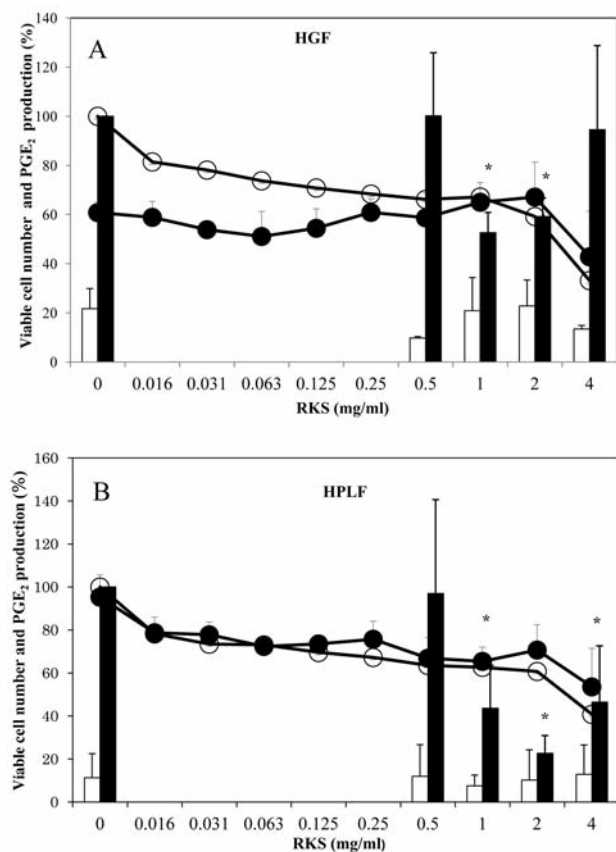 A
HGF
Viable cell number and PGE₂ production (%)
140
120
100
80
60
40
20
0
*
*
0 0.016 0.031 0.063 0.125 0.25 0.5 1 2 4
RKS (mg/ml)
B
HPLF
Viable cell number and PGE₂ production (%)
160
140
120
100
80
60
40
20
0
*
*
*
0 0.016 0.031 0.063 0.125 0.25 0.5 1 2 4
RKS (mg/ml)